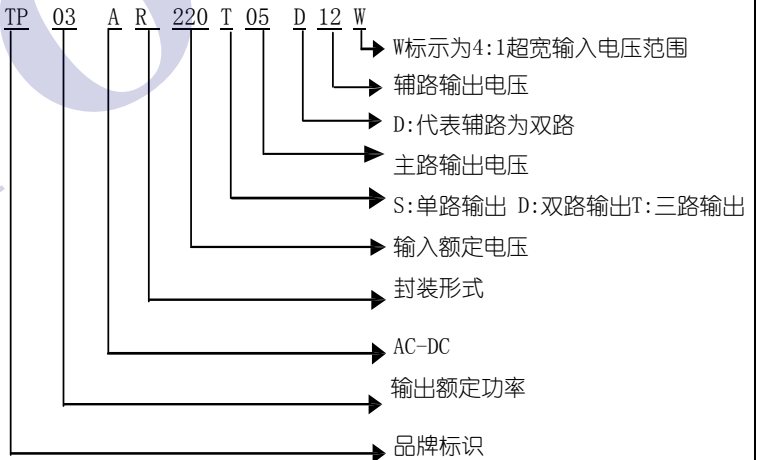 TP 03 A R 220 T 05 D 12 W
W标示为4:1超宽输入电压范围
辅路输出电压
D:代表辅路为双路
主路输出电压
S:单路输出 D:双路输出T:三路输出
输入额定电压
封装形式
AC-DC
输出额定功率
品牌标识